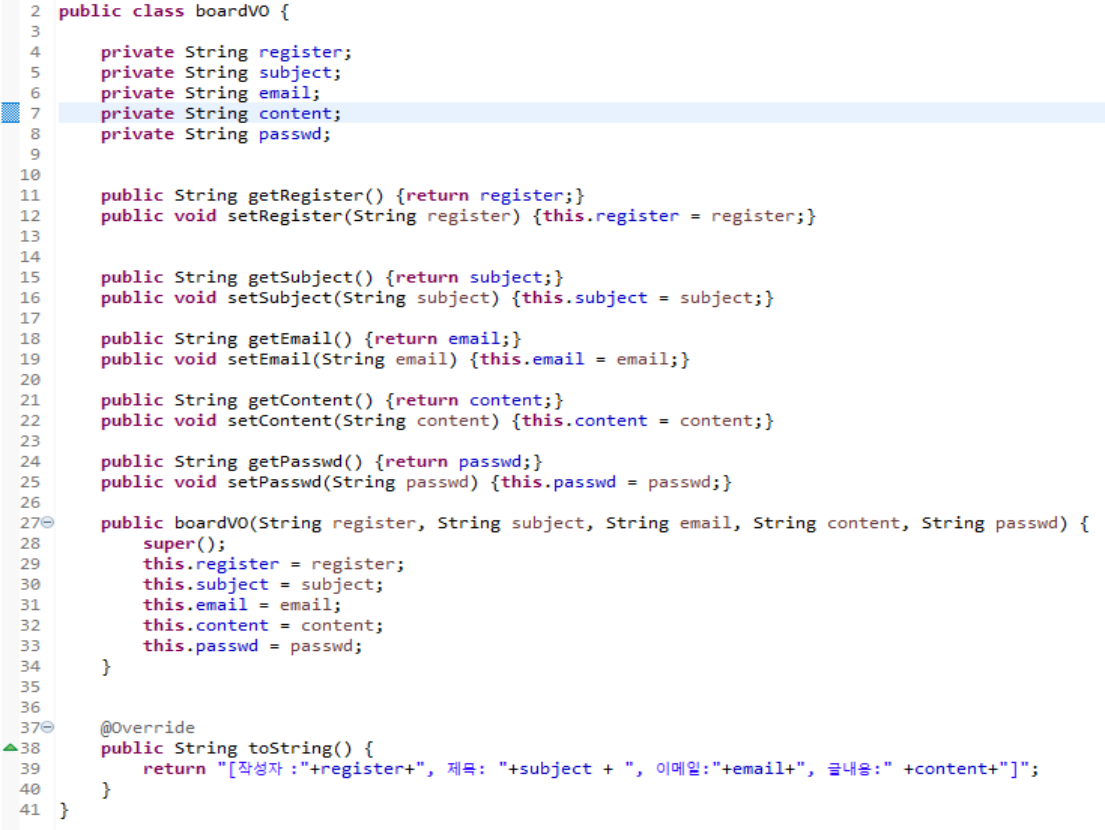 2 public class boardVO {
3
4 private String register;
5 private String subject;
6 private String email;
7 private String content;
8 private String passwd;
9
10
11 public String getRegister() {return register;}
12 public void setRegister(String register) {this.register = register;}
13
14
15 public String getSubject() {return subject;}
16 public void setSubject(String subject) {this.subject = subject;}
17
18 public String getEmail() {return email;}
19 public void setEmail(String email) {this.email = email;}
20
21 public String getContent() {return content;}
22 public void setContent(String content) {this.content = content;}
23
24 public String getPasswd() {return passwd;}
25 public void setPasswd(String passwd) {this.passwd = passwd;}
26
27 public boardVO(String register, String subject, String email, String content, String passwd) {
28 super();
29 this.register = register;
30 this.subject = subject;
31 this.email = email;
32 this.content = content;
33 this.passwd = passwd;
34 }
35
36
37 @Override
38 public String toString() {
39 return "[작성자 :"+register+", 제목: "+subject + ", 이메일:"+email+", 글내용:" +content+"]";
40 }
41 }